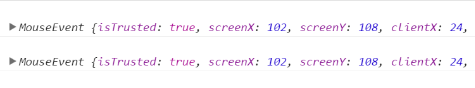 ▶MouseEvent {isTrusted: true, screenX: 102, screenY: 108, clientX: 24,
▶MouseEvent {isTrusted: true, screenX: 102, screenY: 108, clientX: 24,